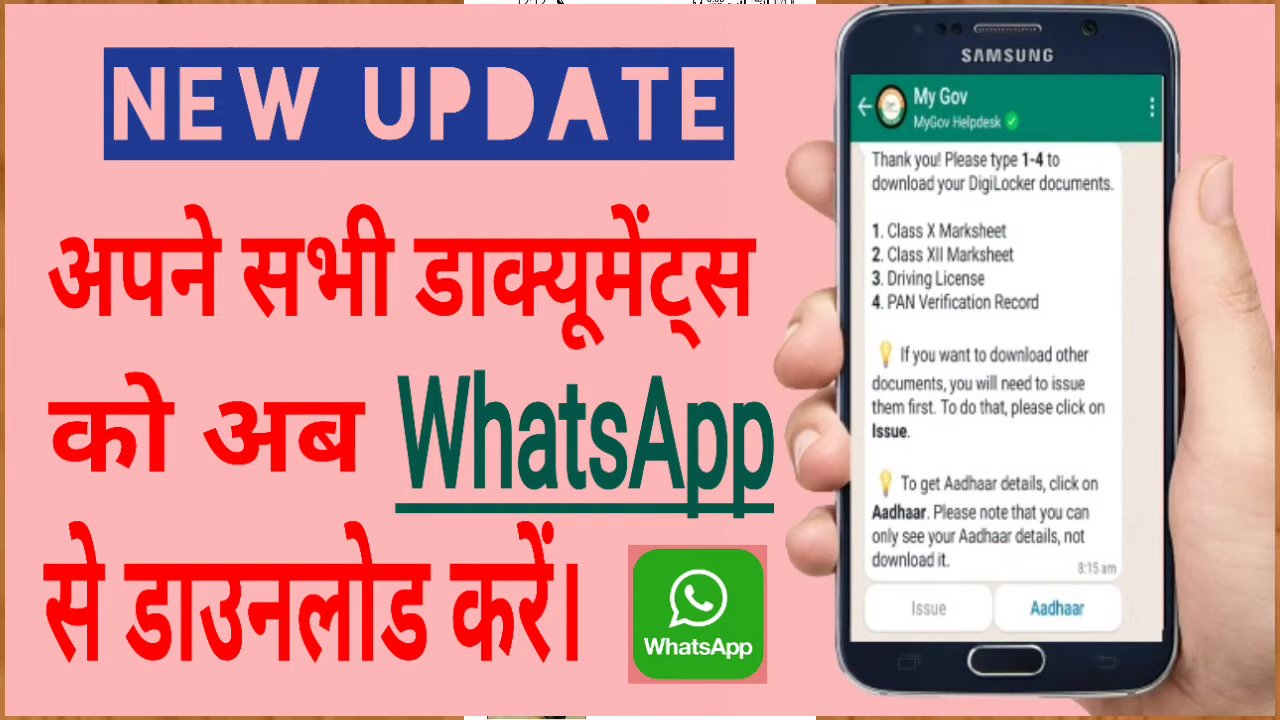 NEW UPDATE
अपने सभी डाक्यूमेंट्स
को अब WhatsApp
से डाउनलोड करें।
WhatsApp
SAMSUNG
My Gov
MyGov Helpdesk
Thank you! Please type 1-4 to
download your DigiLocker documents.
1. Class X Marksheet
2. Class XII Marksheet
3. Driving License
4. PAN Verification Record
If you want to download other
documents, you will need to issue
them first. To do that, please click on
Issue.
To get Aadhaar details, click on
Aadhaar. Please note that you can
only see your Aadhaar details, not
download it.
8:15 am
Issue
Aadhaar